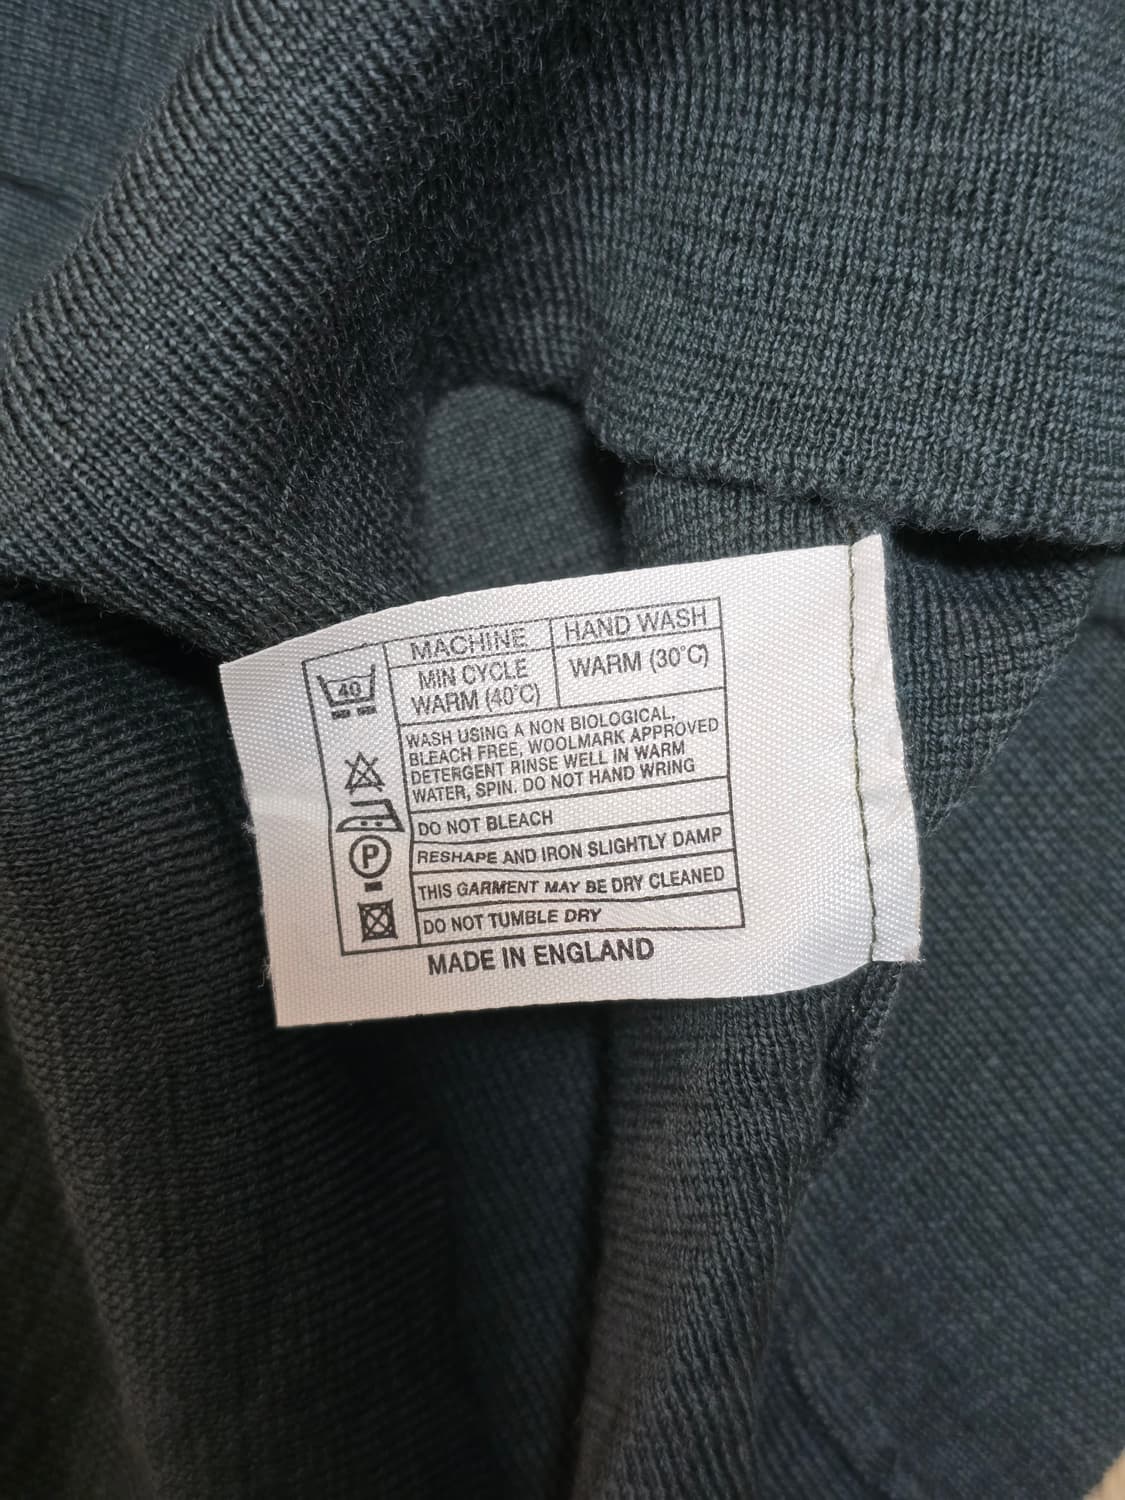 MACHINE HAND WASH
40 MIN CYCLE WARM (30°C)
WARM (40°C)
WASH USING A NON BIOLOGICAL,
BLEACH FREE, WOOLMARK APPROVED
DETERGENT RINSE WELL IN WARM
WATER, SPIN. DO NOT HAND WRING
DO NOT BLEACH
RESHAPE AND IRON SLIGHTLY DAMP
P
THIS GARMENT MAY BE DRY CLEANED
DO NOT TUMBLE DRY
MADE IN ENGLAND